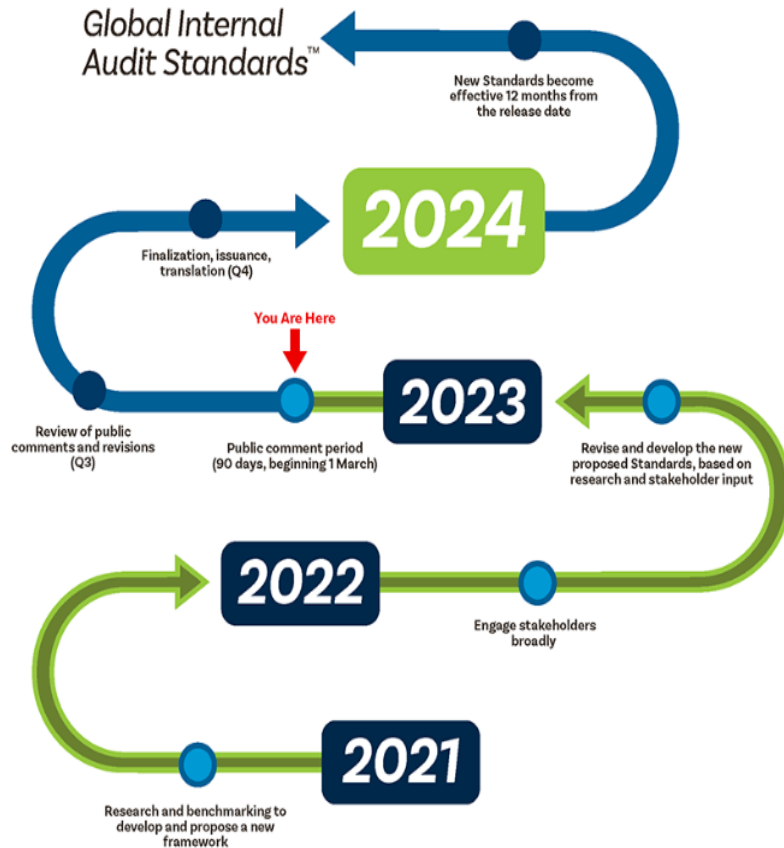 Global Internal
Audit Standards™
New Standards become
effective 12 months from
the release date
2024
Finalization, issuance,
translation (Q4)
You Are Here
2023
Review of public
comments and revisions
(Q3)
Public comment period
(90 days, beginning 1 March)
Revise and develop the new
proposed Standards, based on
research and stakeholder input
2022
Engage stakeholders
broadly
2021
Research and benchmarking to
develop and propose a new
framework